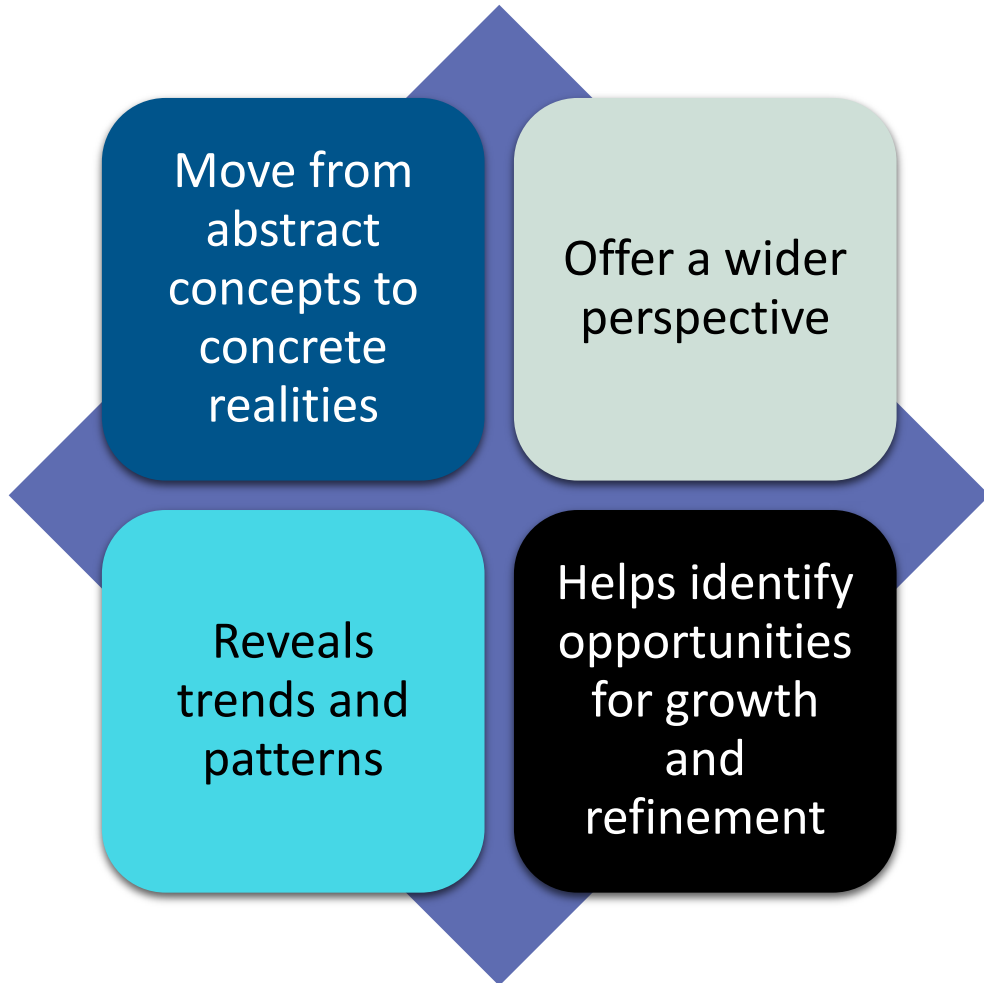 Move from
abstract
concepts to
concrete
realities
Offer a wider
perspective
Reveals
trends and
patterns
Helps identify
opportunities
for growth
and
refinement